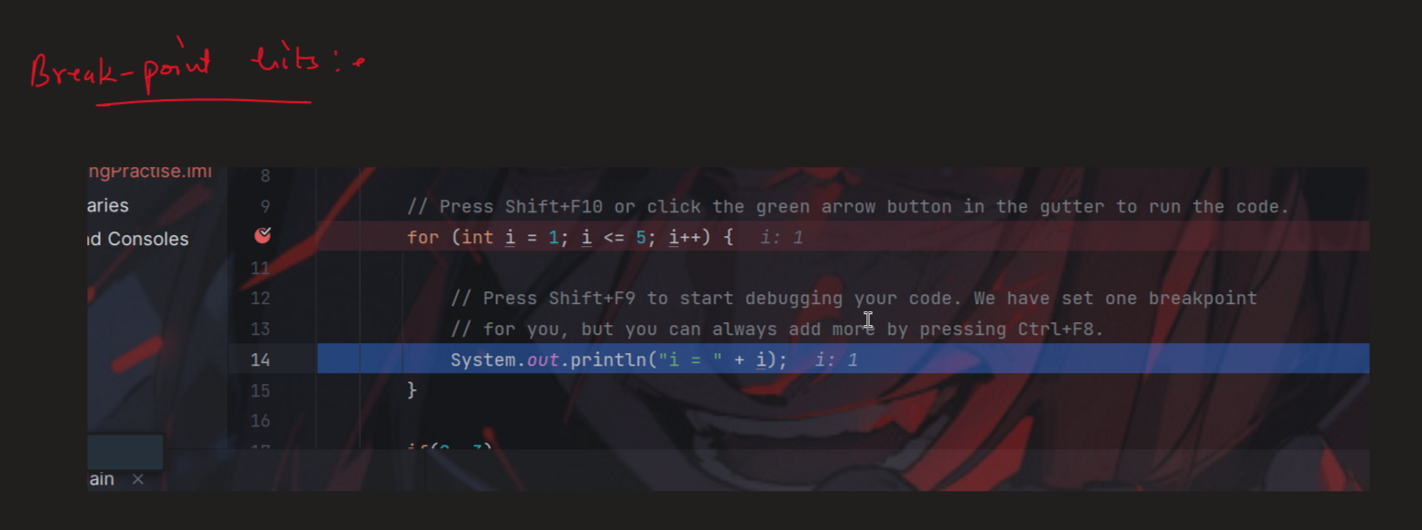 Break-point hits:-
ngPractise.iml
8
aries
9 // Press Shift+F10 or click the green arrow button in the gutter to run the code.
nd Consoles
for (int i = 1; i <= 5; i++) { i: 1
11
12 // Press Shift+F9 to start debugging your code. We have set one breakpoint
13 // for you, but you can always add more by pressing Ctrl+F8.
14 System.out.println("i = " + i); i: 1
15 }
16
ain ×